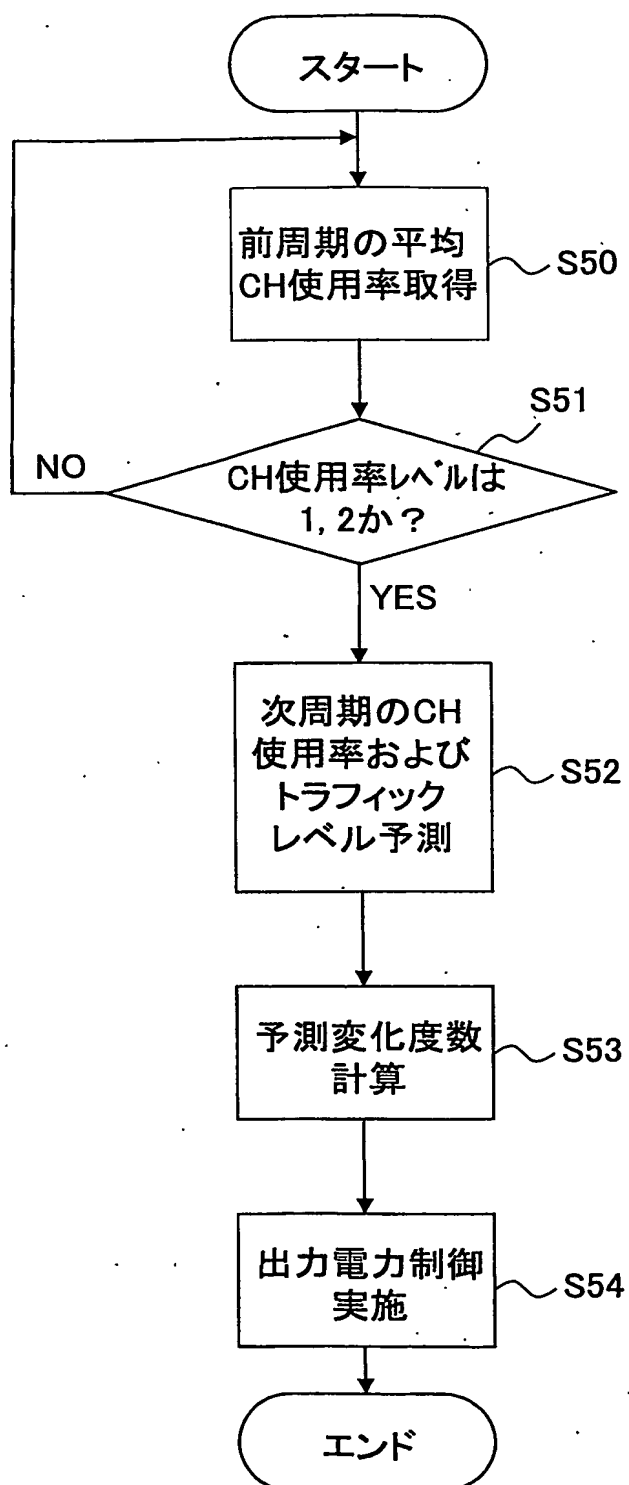 スタート
前周期の平均
CH使用率取得
S50
S51
CH使用率レベルは
1, 2か？
NO
YES
次周期のCH
使用率および
トラフィック
レベル予測
S52
予測変化度数
計算
S53
出力電力制御
実施
S54
エンド